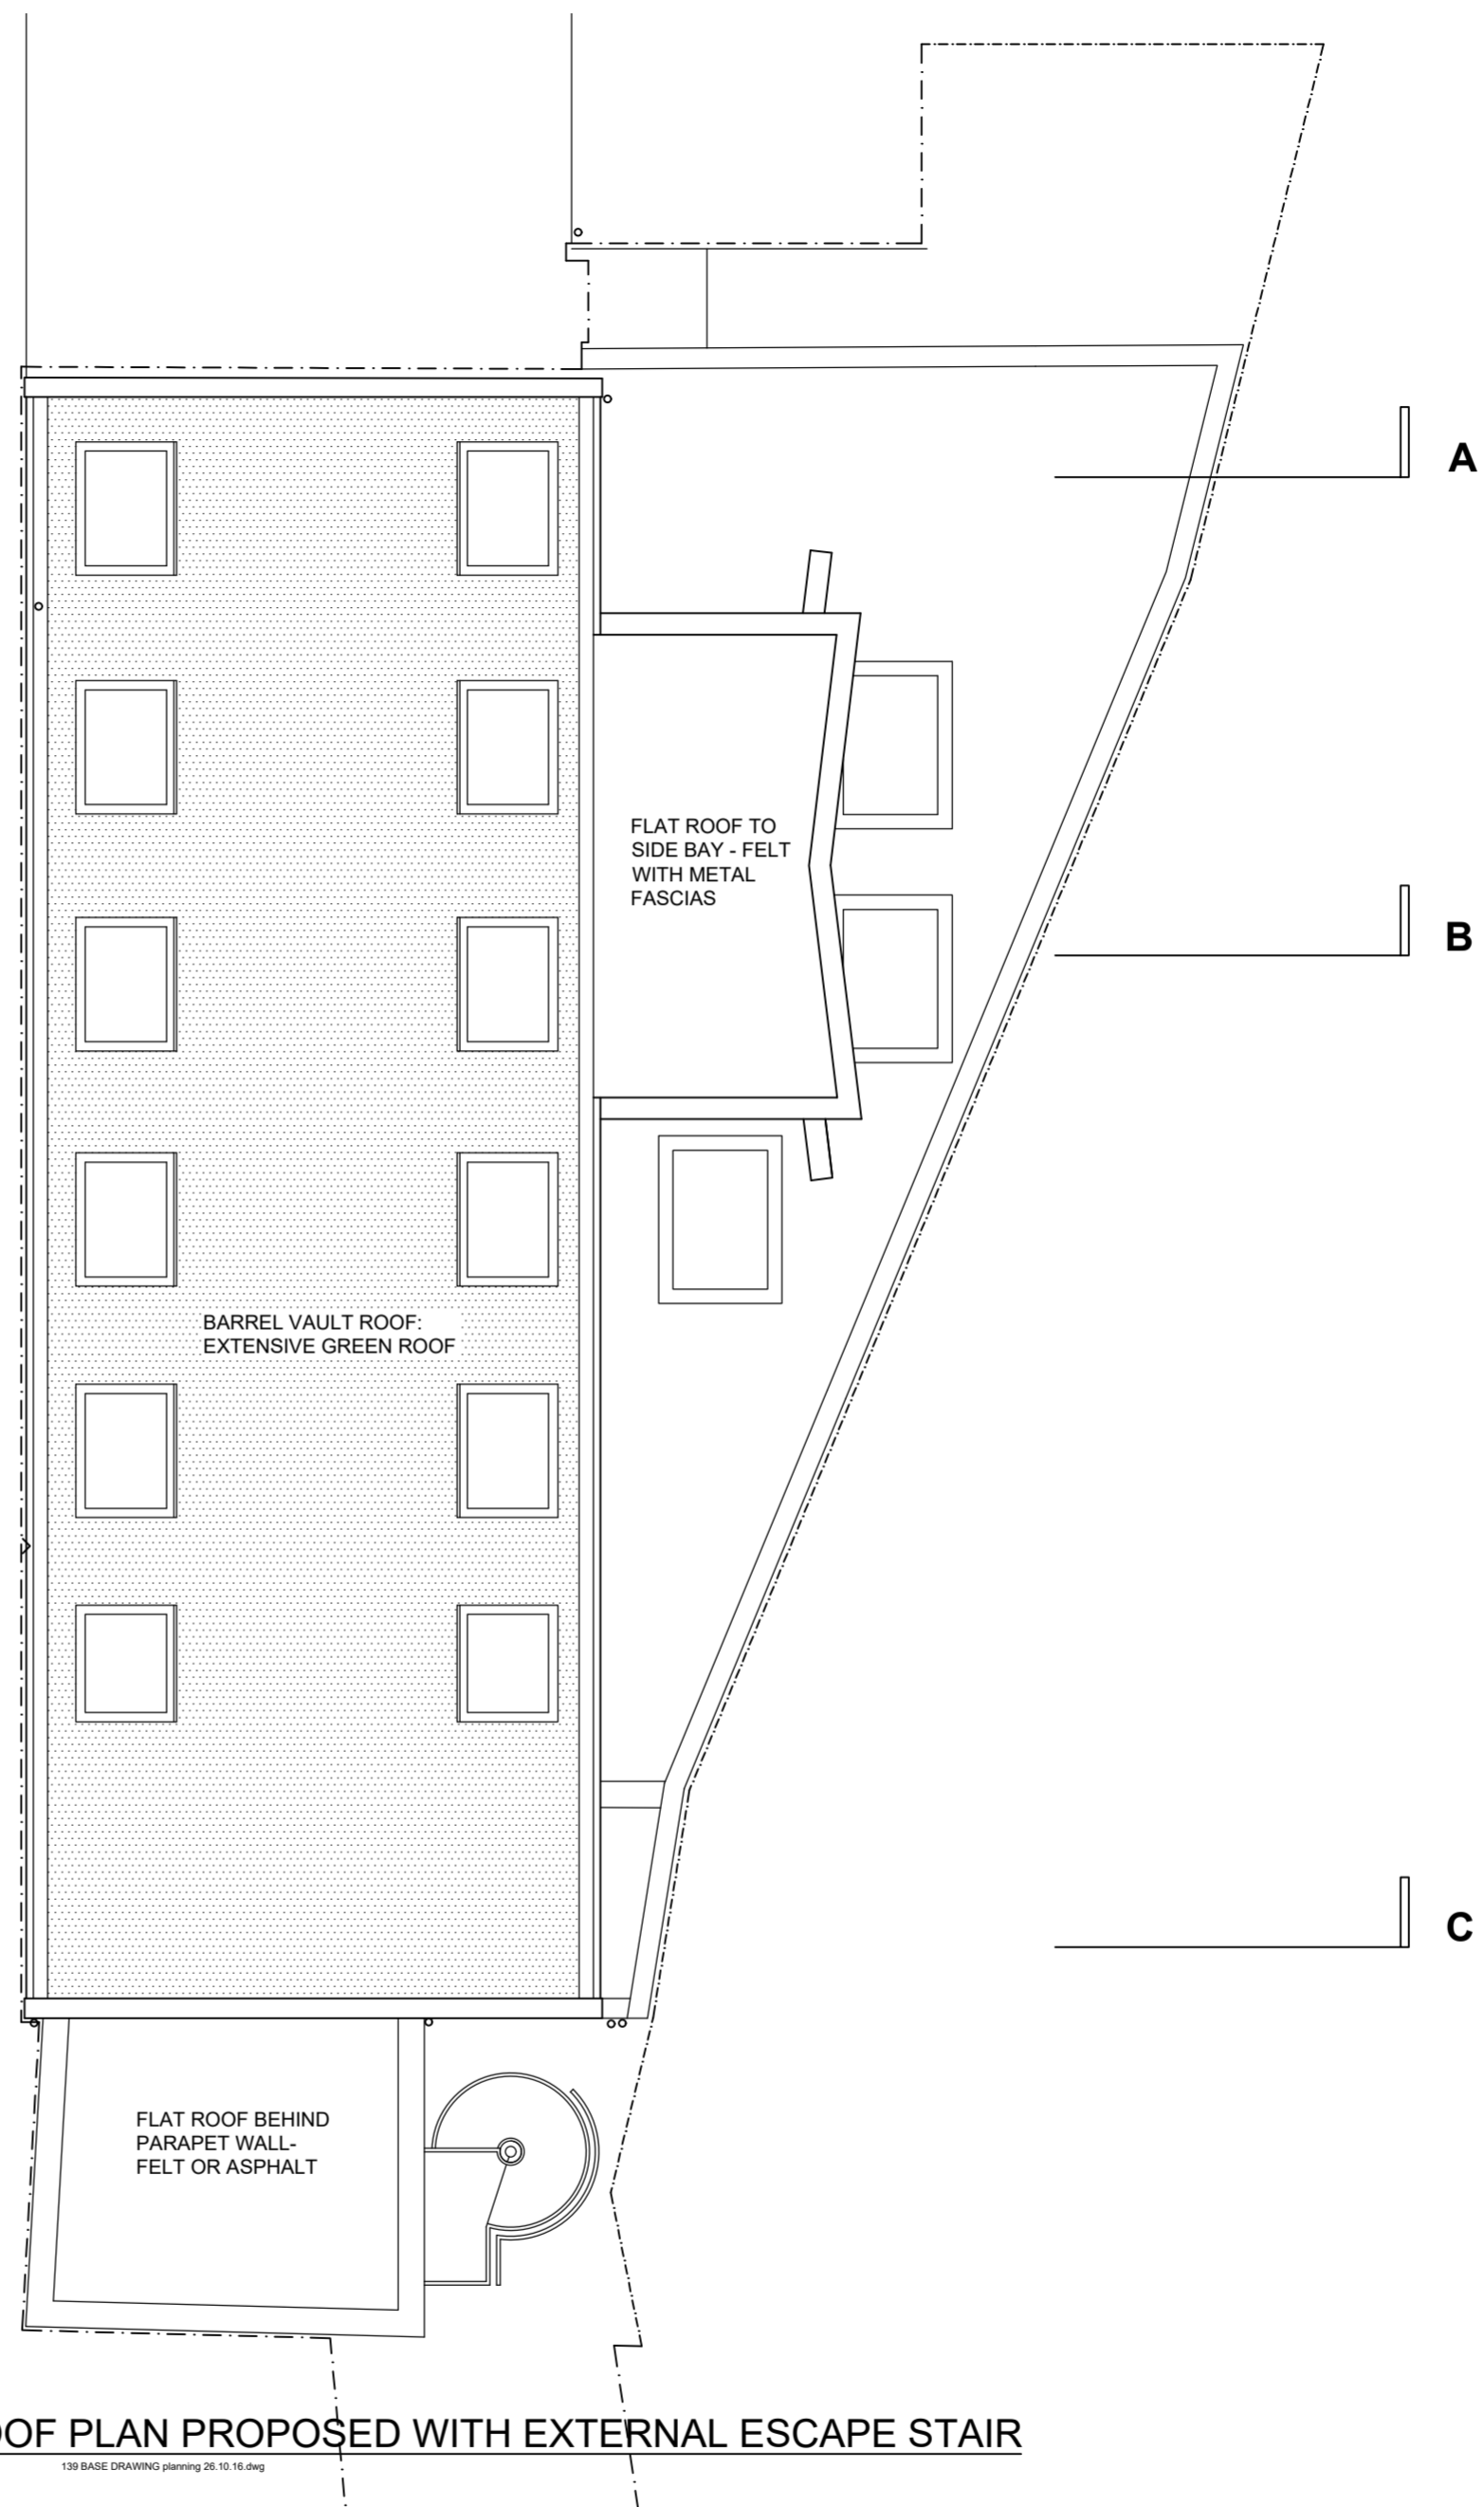 A
B
FLAT ROOF TO
SIDE BAY - FELT
WITH METAL
FASCIAS
BARREL VAULT ROOF:
EXTENSIVE GREEN ROOF
C
FLAT ROOF BEHIND
PARAPET WALL-
FELT OR ASPHALT
OOF PLAN PROPOSED WITH EXTERNAL ESCAPE STAIR
139 BASE DRAWING planning 26.10.16.dwg